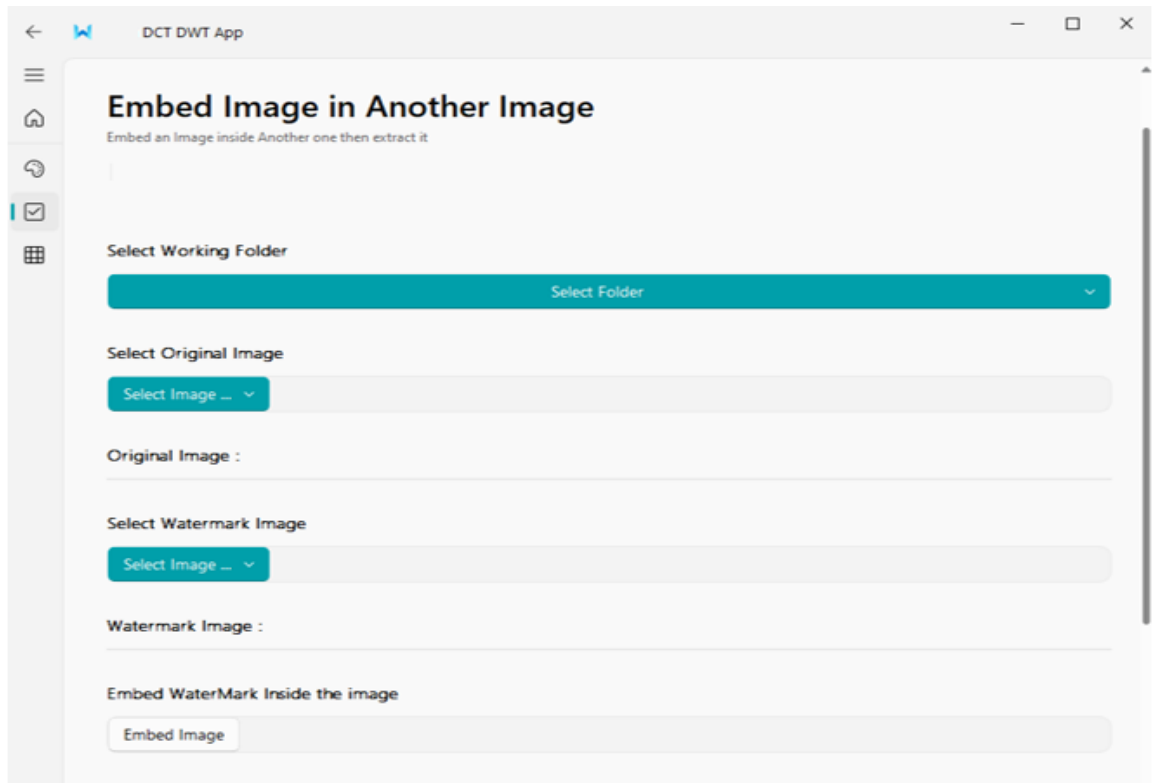 DCT DWT App
Embed Image in Another Image
Embed an Image inside Another one then extract it
Select Working Folder
Select Folder
Select Original Image
Select Image ...
Original Image :
Select Watermark Image
Select Image ...
Watermark Image :
Embed WaterMark Inside the image
Embed Image